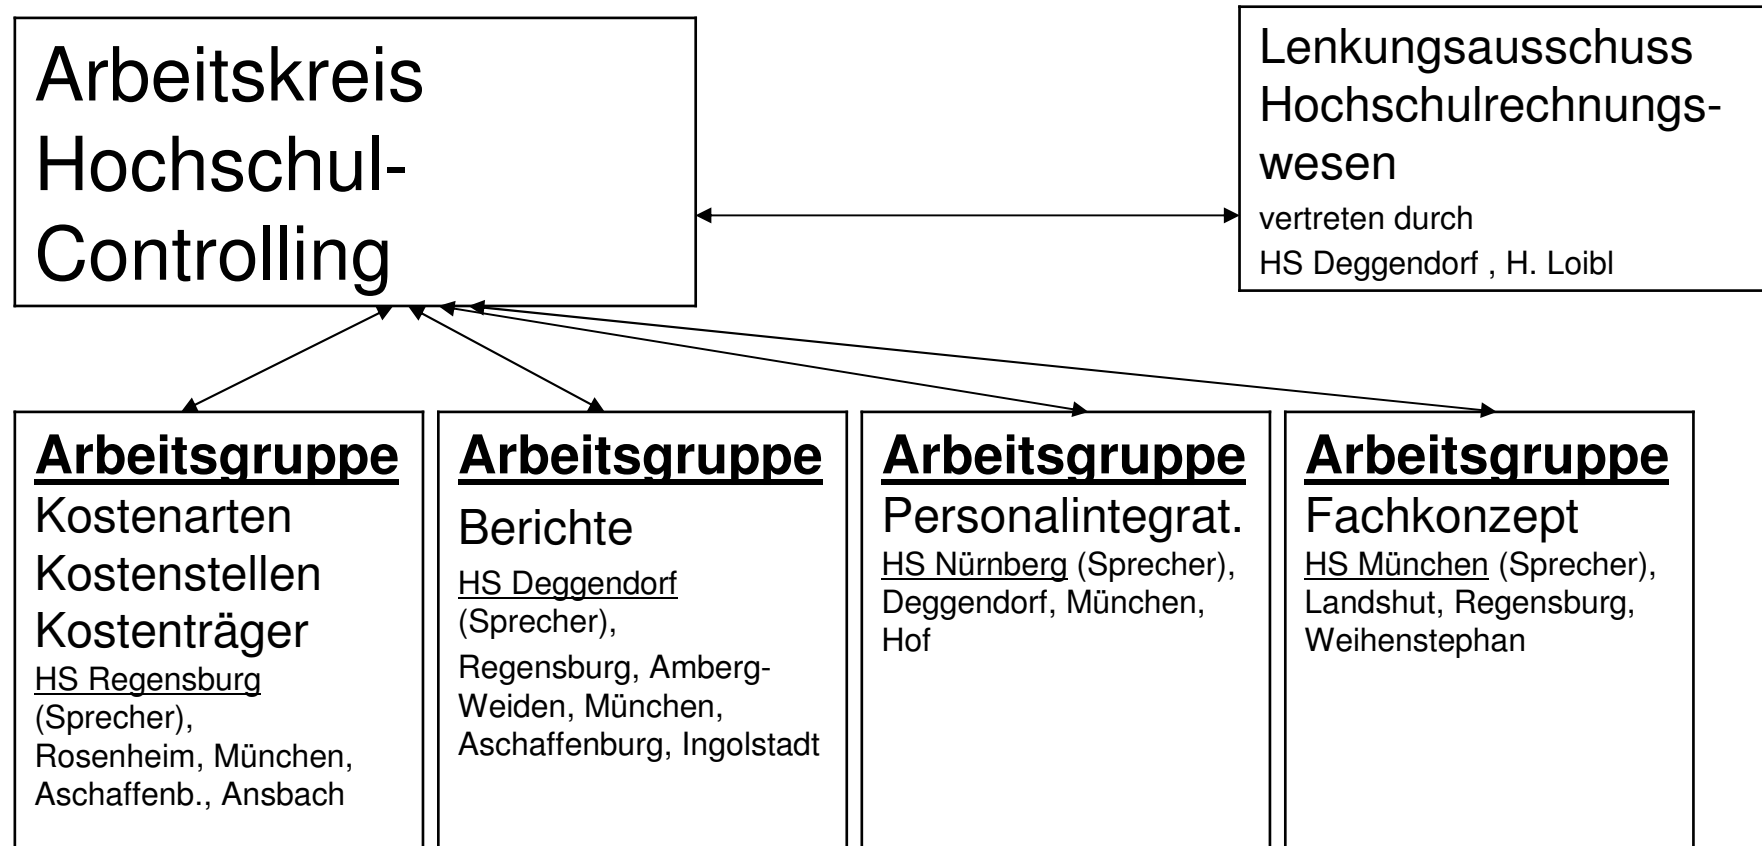 Arbeitskreis
Hochschul-
Controlling
Lenkungsausschuss
Hochschulrechnungs-
wesen
vertreten durch
HS Deggendorf , H. Loibl
Arbeitsgruppe
Kostenarten
Kostenstellen
Kostenträger
HS Regensburg
(Sprecher),
Rosenheim, München,
Aschaffenb., Ansbach
Arbeitsgruppe
Berichte
HS Deggendorf
(Sprecher),
Regensburg, Amberg-
Weiden, München,
Aschaffenburg, Ingolstadt
Arbeitsgruppe
Personalintegrat.
HS Nürnberg (Sprecher),
Deggendorf, München,
Hof
Arbeitsgruppe
Fachkonzept
HS München (Sprecher),
Landshut, Regensburg,
Weihenstephan